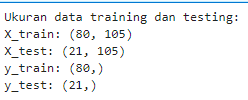 Ukuran data training dan testing:
X_train: (80, 105)
X_test: (21, 105)
y_train: (80,)
y_test: (21,)